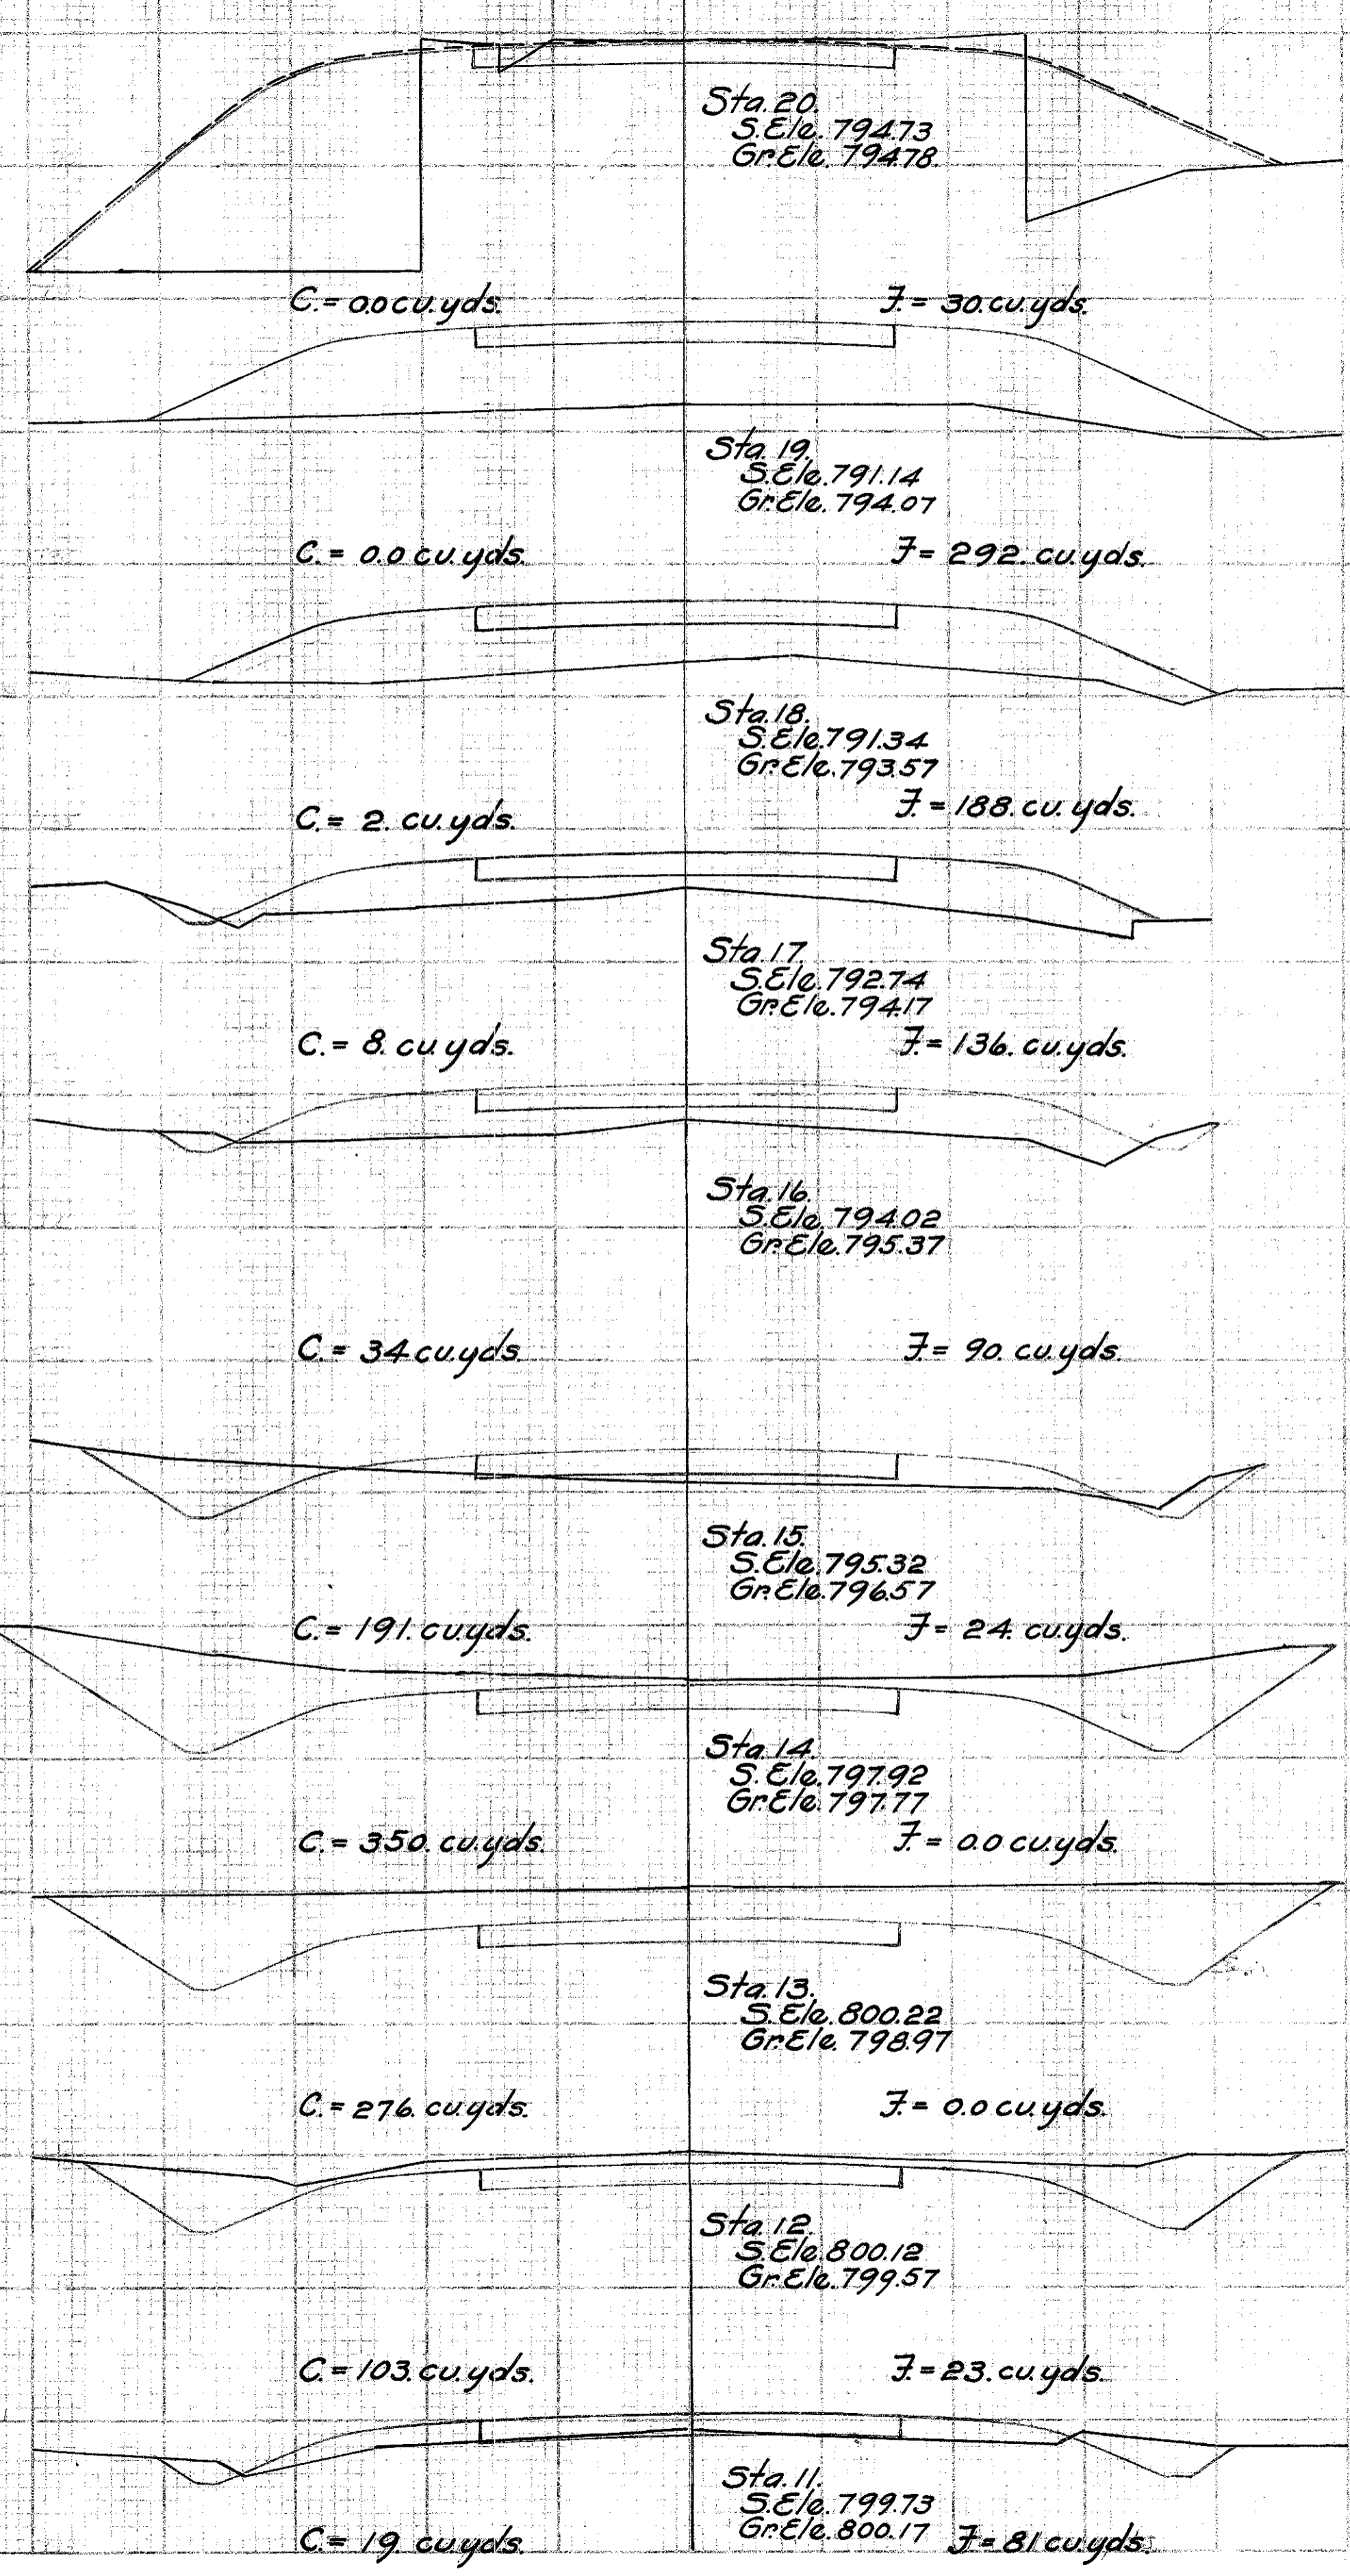 Sta. 20.
S. Ele. 794.73
Gr. Ele. 794.78
C. = 0.0 cu. yds.
F. = 30. cu. yds.
Sta. 19.
S. Ele. 791.14
Gr. Ele. 794.07
C. = 0.0 cu. yds.
F = 292. cu. yds.
Sta. 18.
S. Ele. 791.34
Gr. Ele. 793.57
C. = 2. cu. yds.
F. = 188. cu. yds.
Sta. 17.
S. Ele. 792.74
Gr. Ele. 794.17
C. = 8. cu. yds.
F. = 136. cu. yds.
Sta. 16.
S. Ele. 794.02
Gr. Ele. 795.37
C. = 34 cu. yds.
F = 90. cu. yds.
Sta. 15.
S. Ele. 795.32
Gr. Ele. 796.57
C. = 191. cu. yds.
F = 24. cu. yds.
Sta. 14.
S. Ele. 797.92
Gr. Ele. 797.77
C. = 350. cu. yds.
F. = 0.0 cu. yds.
Sta. 13.
S. Ele. 800.22
Gr. Ele. 798.97
C. = 276. cu. yds.
F. = 0.0 cu. yds.
Sta. 12.
S. Ele. 800.12
Gr. Ele. 799.57
C. = 103. cu. yds.
F. = 23. cu. yds.
Sta. 11.
S. Ele. 799.73
Gr. Ele. 800.17
C. = 19. cu. yds.
F = 81 cu. yds.